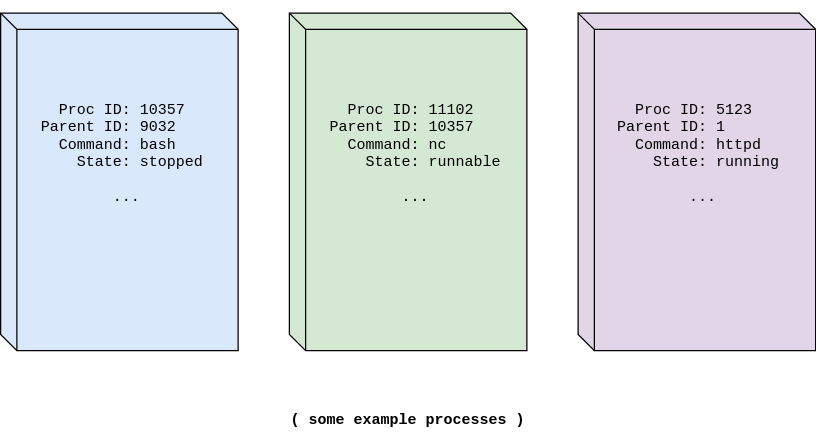 Proc ID: 10357
Parent ID: 9032
Command: bash
State: stopped
...
Proc ID: 11102
Parent ID: 10357
Command: nc
State: runnable
...
Proc ID: 5123
Parent ID: 1
Command: httpd
State: running
...
( some example processes )